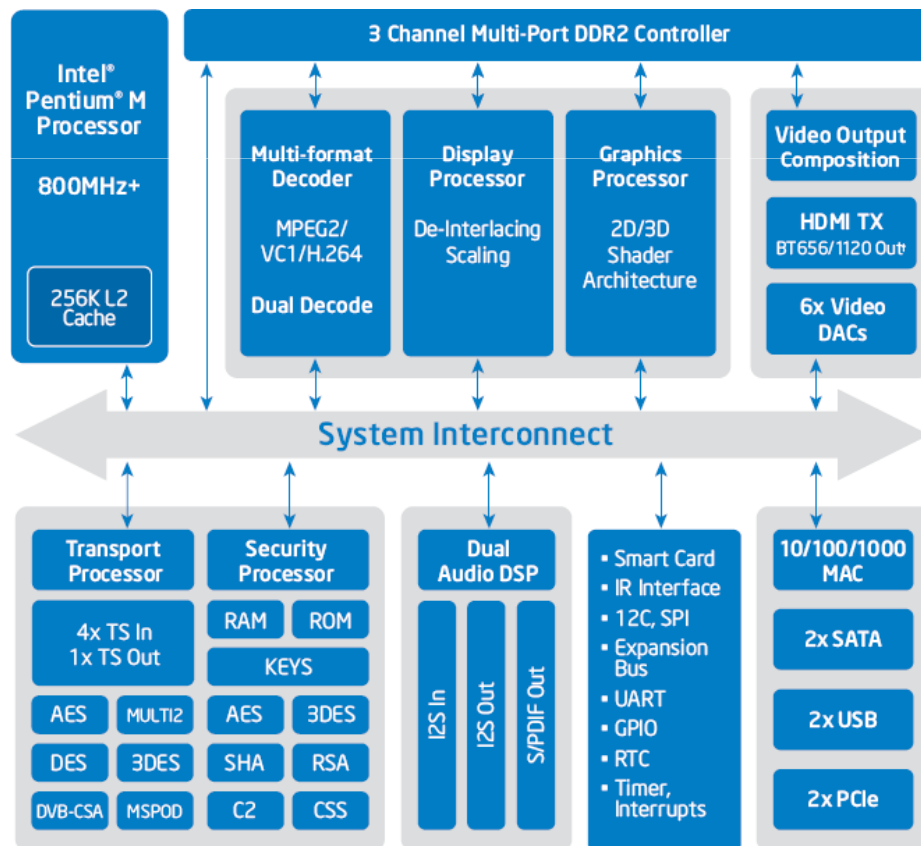 3 Channel Multi-Port DDR2 Controller
Intel®
Pentium® M
Processor
800MHz+
256K L2
Cache
Multi-format
Decoder
MPEG2/
VC1/H.264
Dual Decode
Display
Processor
De-Interlacing
Scaling
Graphics
Processor
2D/3D
Shader
Architecture
Video Output
Composition
HDMI TX
BT656/1120 Out†
6x Video
DACs
System Interconnect
Transport
Processor
4x TS In
1x TS Out
AES
MULTI2
DES
3DES
DVB-CSA
MSPOD
Security
Processor
RAM
ROM
KEYS
AES
3DES
SHA
RSA
C2
CSS
Dual
Audio DSP
I2S In
I2S Out
S/PDIF Out
▪ Smart Card
▪ IR Interface
▪ 12C, SPI
▪ Expansion
Bus
▪ UART
▪ GPIO
▪ RTC
▪ Timer,
Interrupts
10/100/1000
MAC
2x SATA
2x USB
2x PCIe